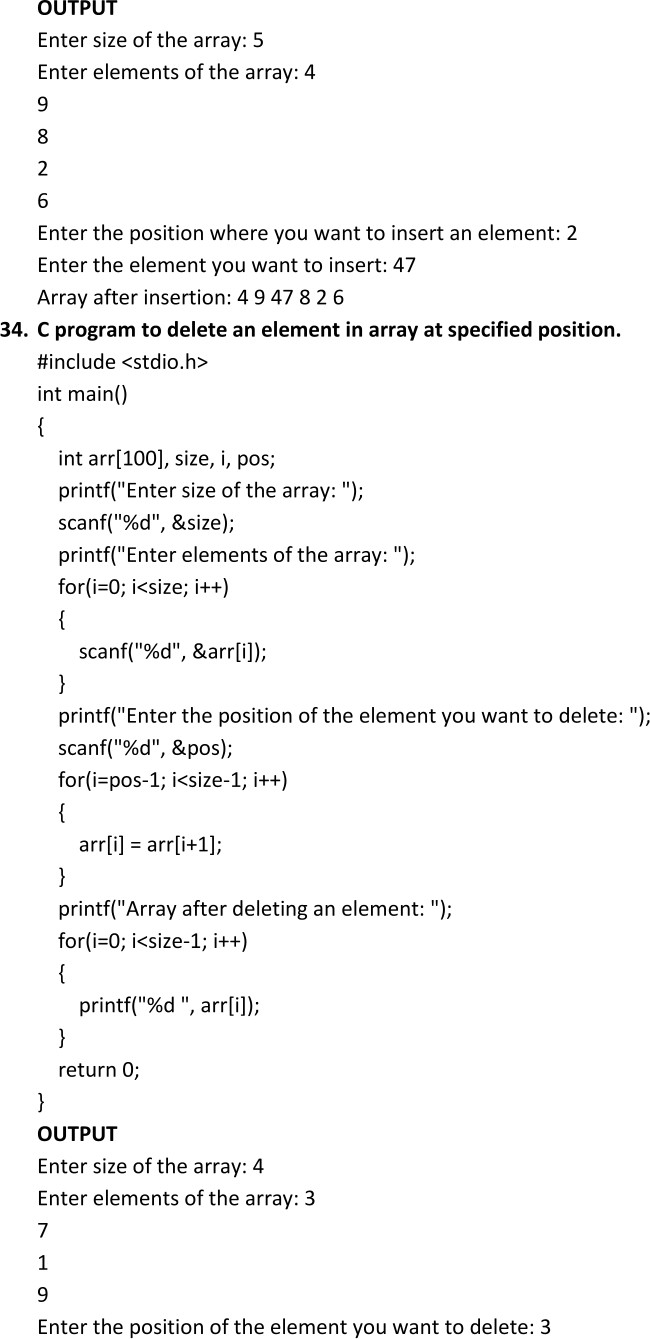 OUTPUT
Enter size of the array: 5
Enter elements of the array: 4
9
8
2
6
Enter the position where you want to insert an element: 2
Enter the element you want to insert: 47
Array after insertion: 4 9 47 8 2 6
34. C program to delete an element in array at specified position.
#include <stdio.h>
int main()
{
int arr[100], size, i, pos;
printf("Enter size of the array: ");
scanf("%d", &size);
printf("Enter elements of the array: ");
for(i=0; i<size; i++)
{
scanf("%d", &arr[i]);
}
printf("Enter the position of the element you want to delete: ");
scanf("%d", &pos);
for(i=pos-1; i<size-1; i++)
{
arr[i] = arr[i+1];
}
printf("Array after deleting an element: ");
for(i=0; i<size-1; i++)
{
printf("%d ", arr[i]);
}
return 0;
}
OUTPUT
Enter size of the array: 4
Enter elements of the array: 3
7
1
9
Enter the position of the element you want to delete: 3